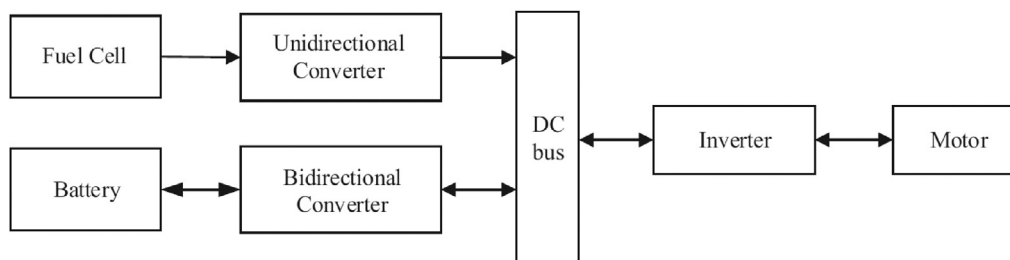 Fuel Cell
Unidirectional
Converter
DC
bus
Inverter
Motor
Battery
Bidirectional
Converter